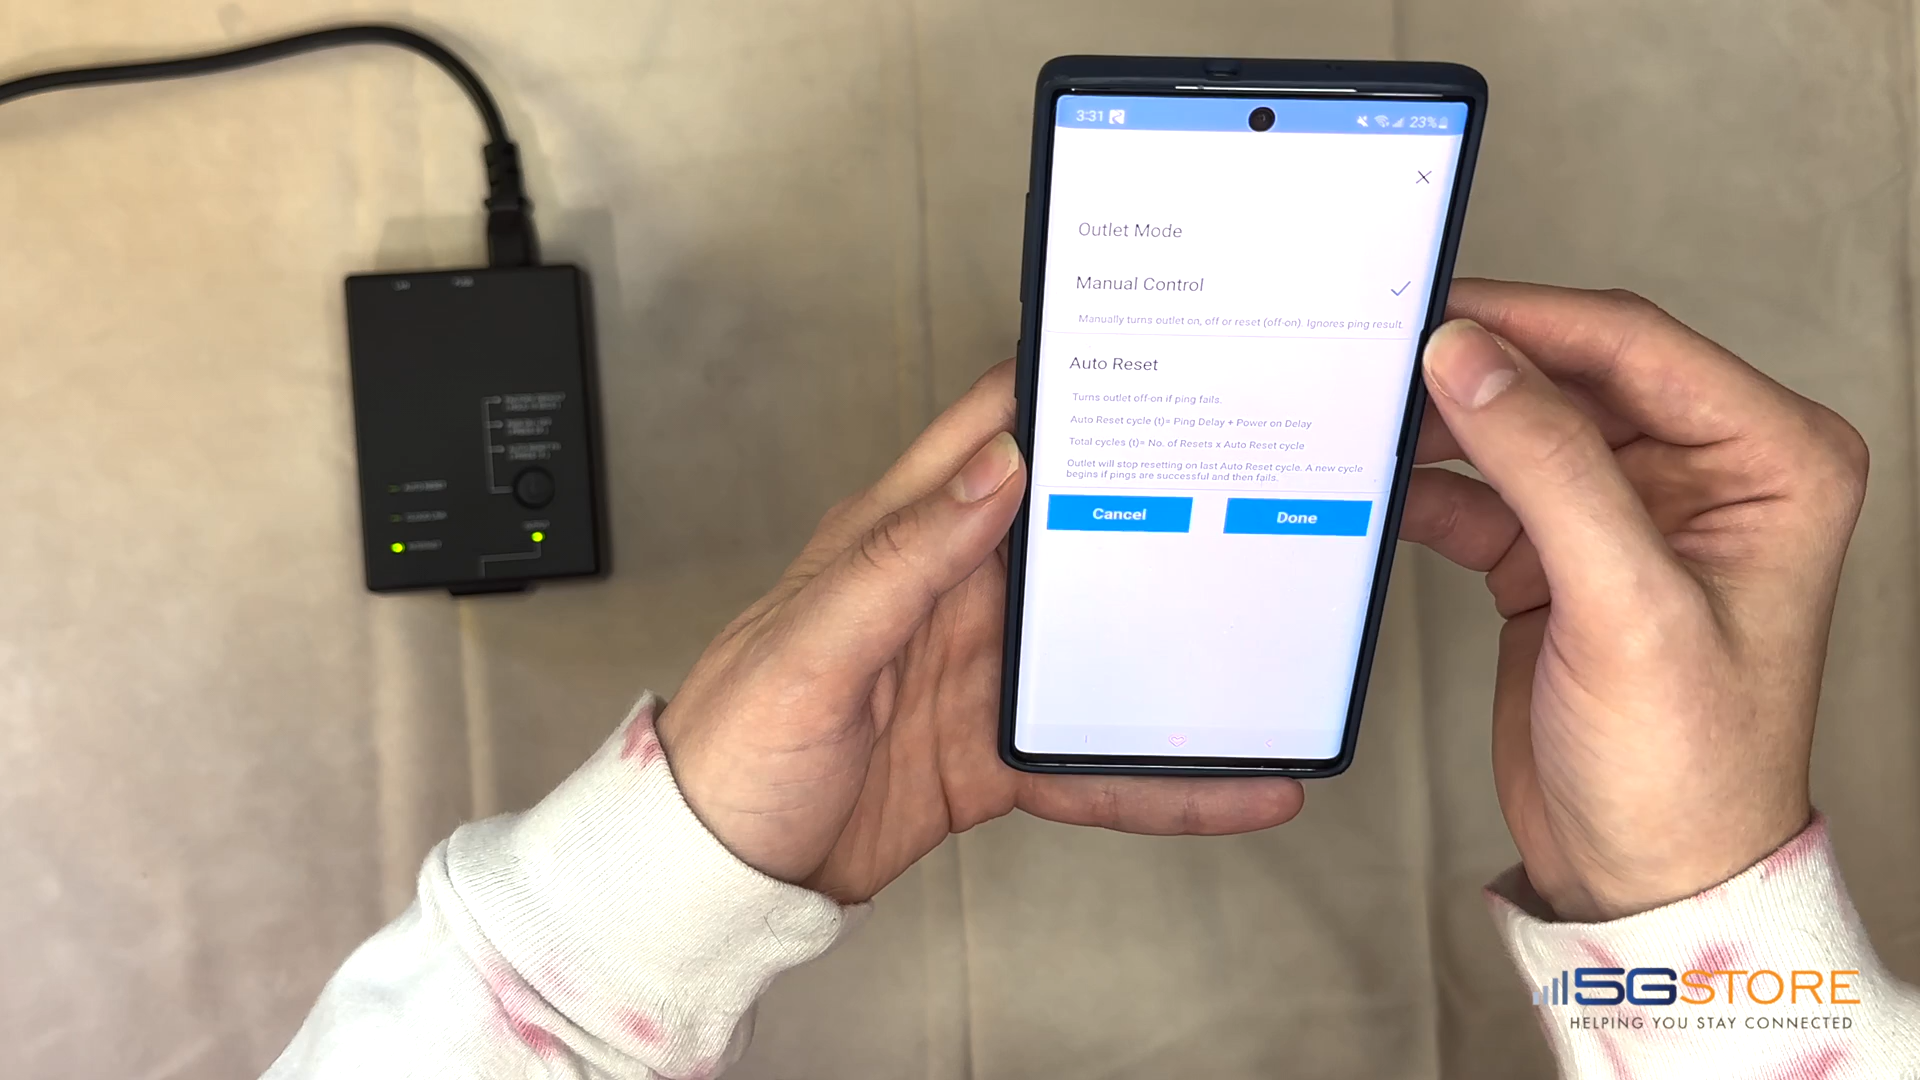 3:31
23%
Outlet Mode
Manual Control
Manually turns outlet on, off or reset (off-on). Ignores ping result.
Auto Reset
Turns outlet off-on if ping fails.
Auto Reset cycle (t)= Ping Delay + Power on Delay
Total cycles (t)= No. of Resets x Auto Reset cycle
Outlet will stop resetting on last Auto Reset cycle. A new cycle
begins if pings are successful and then fails.
Cancel
Done
5GSTORE
HELPING YOU STAY CONNECTED